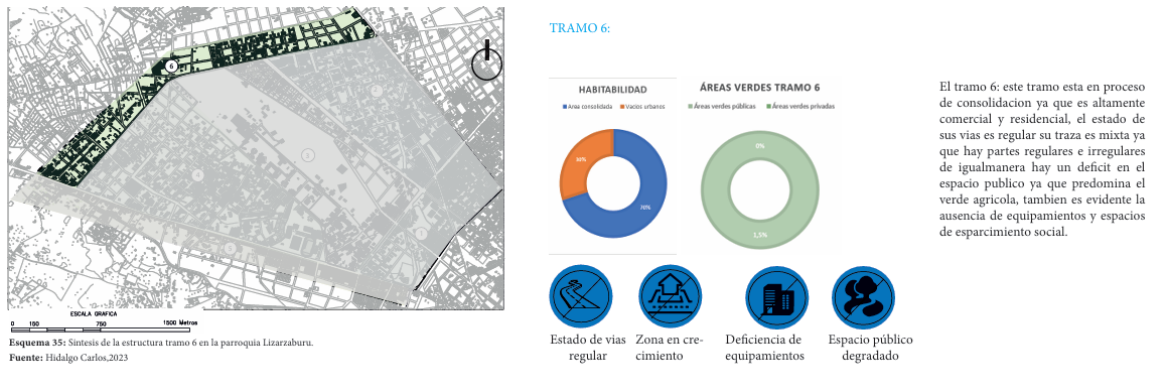 6
ESCALA GRAFICA
0 150 750 1500 Metros
Esquema 35: Síntesis de la estructura tramo 6 en la parroquia Lizarzaburu.
Fuente: Hidalgo Carlos,2023
TRAMO 6:
HABITABILIDAD
Area consolidada Vacios urbanos
30%
70%
ÁREAS VERDES TRAMO 6
Áreas verdes públicas Áreas verdes privadas
0%
1,5%
Estado de vias
regular
Zona en cre-
cimiento
Deficiencia de
equipamientos
Espacio público
degradado
El tramo 6: este tramo esta en proceso
de consolidacion ya que es altamente
comercial y residencial, el estado de
sus vias es regular su traza es mixta ya
que hay partes regulares e irregulares
de igualmanera hay un deficit en el
espacio publico ya que predomina el
verde agricola, tambien es evidente la
ausencia de equipamientos y espacios
de esparcimiento social.